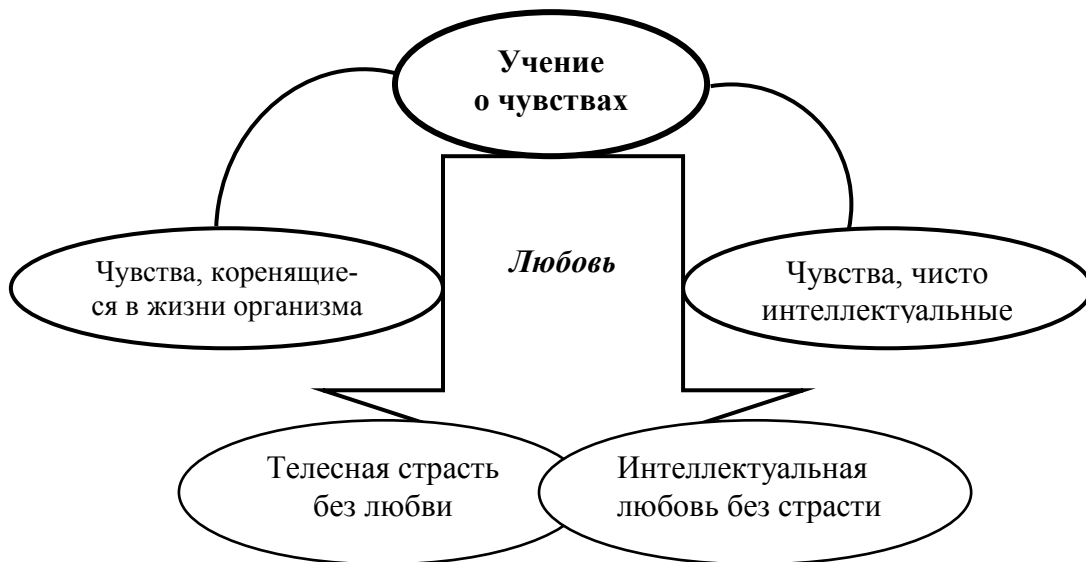 Учение
о чувствах
Чувства, коренящие-
ся в жизни организма
Любовь
Чувства, чисто
интеллектуальные
Телесная страсть
без любви
Интеллектуальная
любовь без страсти